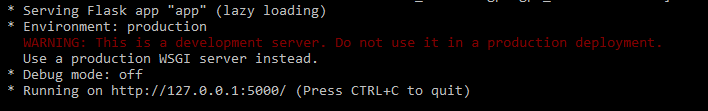 * Serving Flask app "app" (lazy loading)
* Environment: production
WARNING: This is a development server. Do not use it in a production deployment.
Use a production WSGI server instead.
* Debug mode: off
* Running on http://127.0.0.1:5000/ (Press CTRL+C to quit)